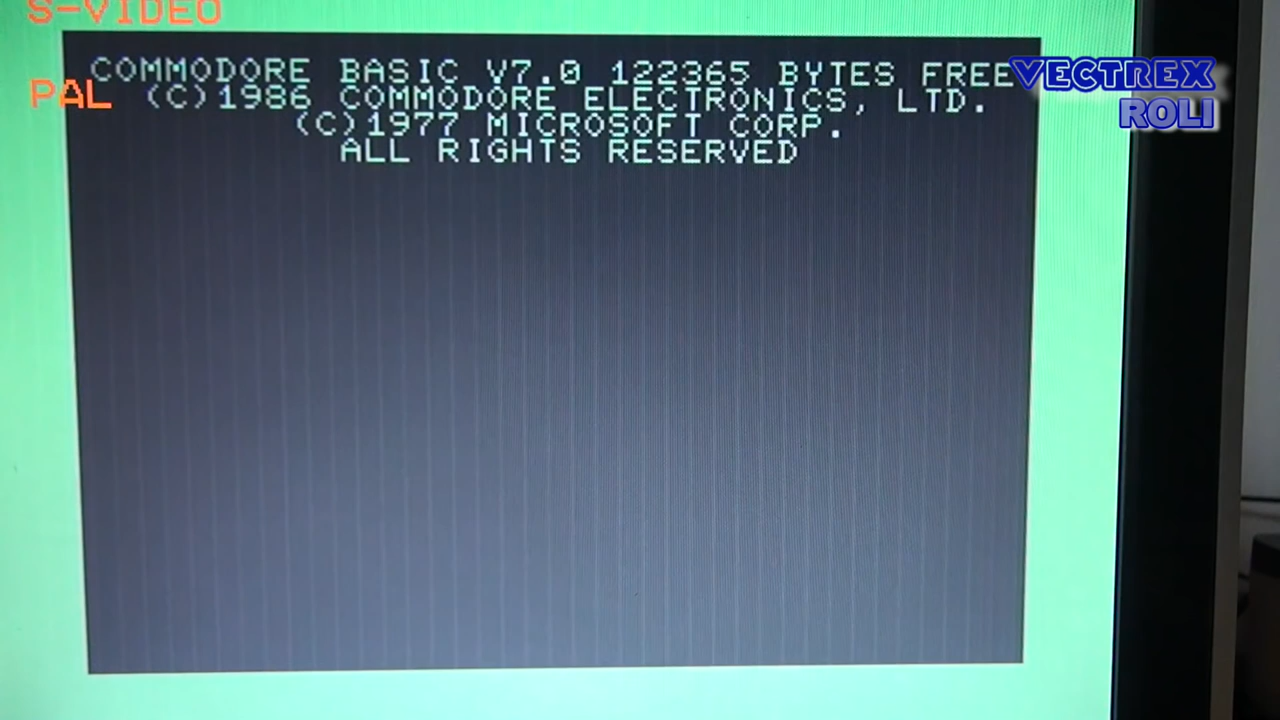 S-VIDEO
COMMODORE BASIC V7.0 122365 BYTES FREE
PAL
(C)1986 COMMODORE ELECTRONICS, LTD.
(C)1977 MICROSOFT CORP.
ALL RIGHTS RESERVED
VECTREX
ROLI